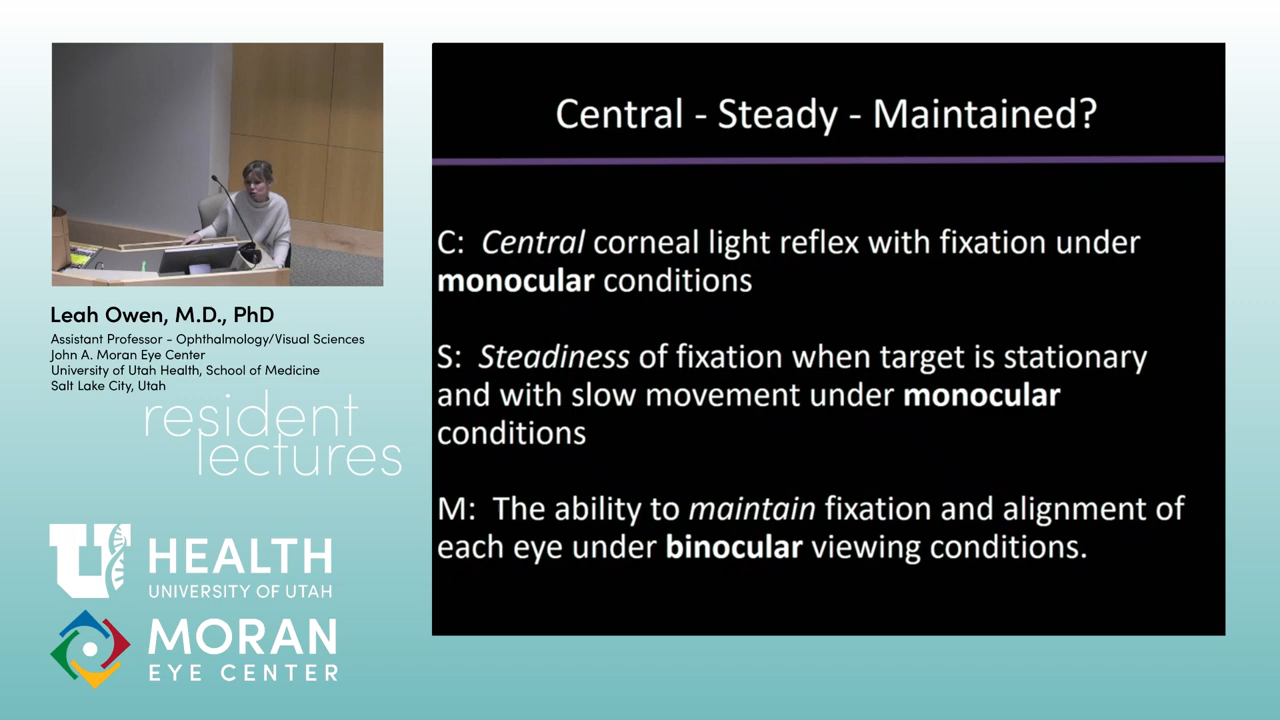 Central - Steady - Maintained?
C: Central corneal light reflex with fixation under
monocular conditions
S: Steadiness of fixation when target is stationary
and with slow movement under monocular
conditions
M: The ability to maintain fixation and alignment of
each eye under binocular viewing conditions.
Leah Owen, M.D., PhD
Assistant Professor - Ophthalmology/Visual Sciences
John A. Moran Eye Center
University of Utah Health, School of Medicine
Salt Lake City, Utah
resident
lectures
U HEALTH
UNIVERSITY OF UTAH
MORAN
EYE CENTER